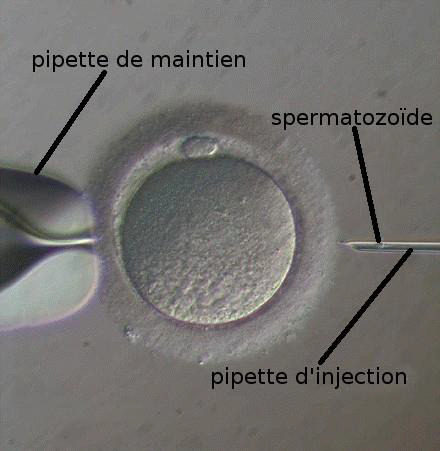 pipette de maintien
spermatozoïde
pipette d'injection